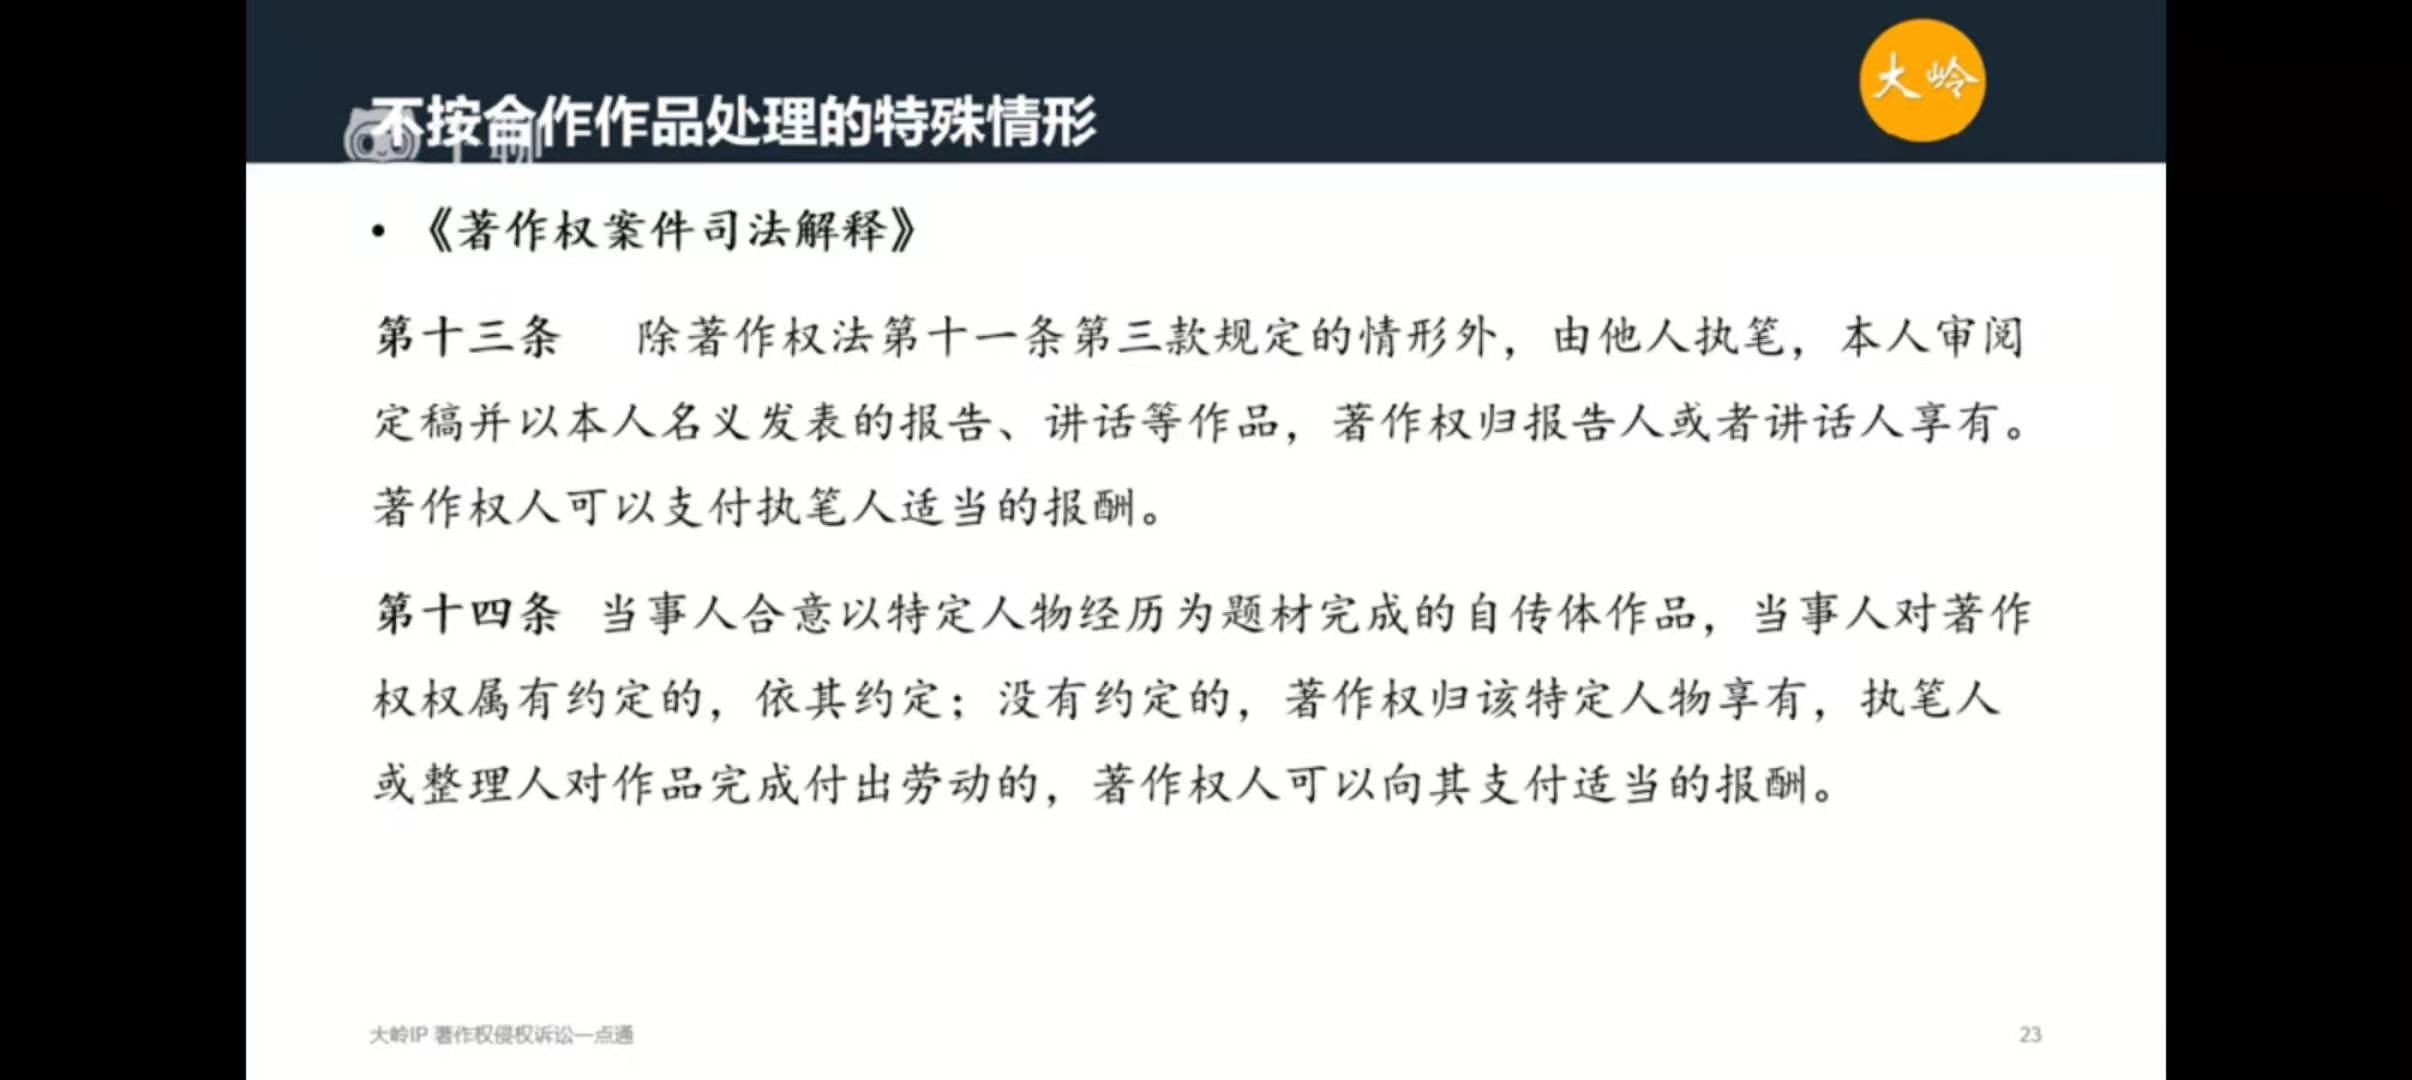 大岭
不按合作作品处理的特殊情形
• 《著作权案件司法解释》
第十三条 除著作权法第十一条第三款规定的情形外，由他人执笔，本人审阅
定稿并以本人名义发表的报告、讲话等作品，著作权归报告人或者讲话人享有。
著作权人可以支付执笔人适当的报酬。
第十四条 当事人合意以特定人物经历为题材完成的自传体作品，当事人对著作
权权属有约定的，依其约定；没有约定的，著作权归该特定人物享有，执笔人
或整理人对作品完成付出劳动的，著作权人可以向其支付适当的报酬。
大岭IP 著作权侵权诉讼一点通
23